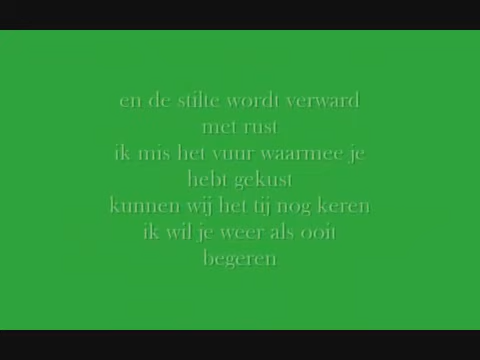 en de stilte wordt verward
met rust
ik mis het vuur waarmee je
hebt gekust
kunnen wij het tij nog keren
ik wil je weer als ooit
begeren